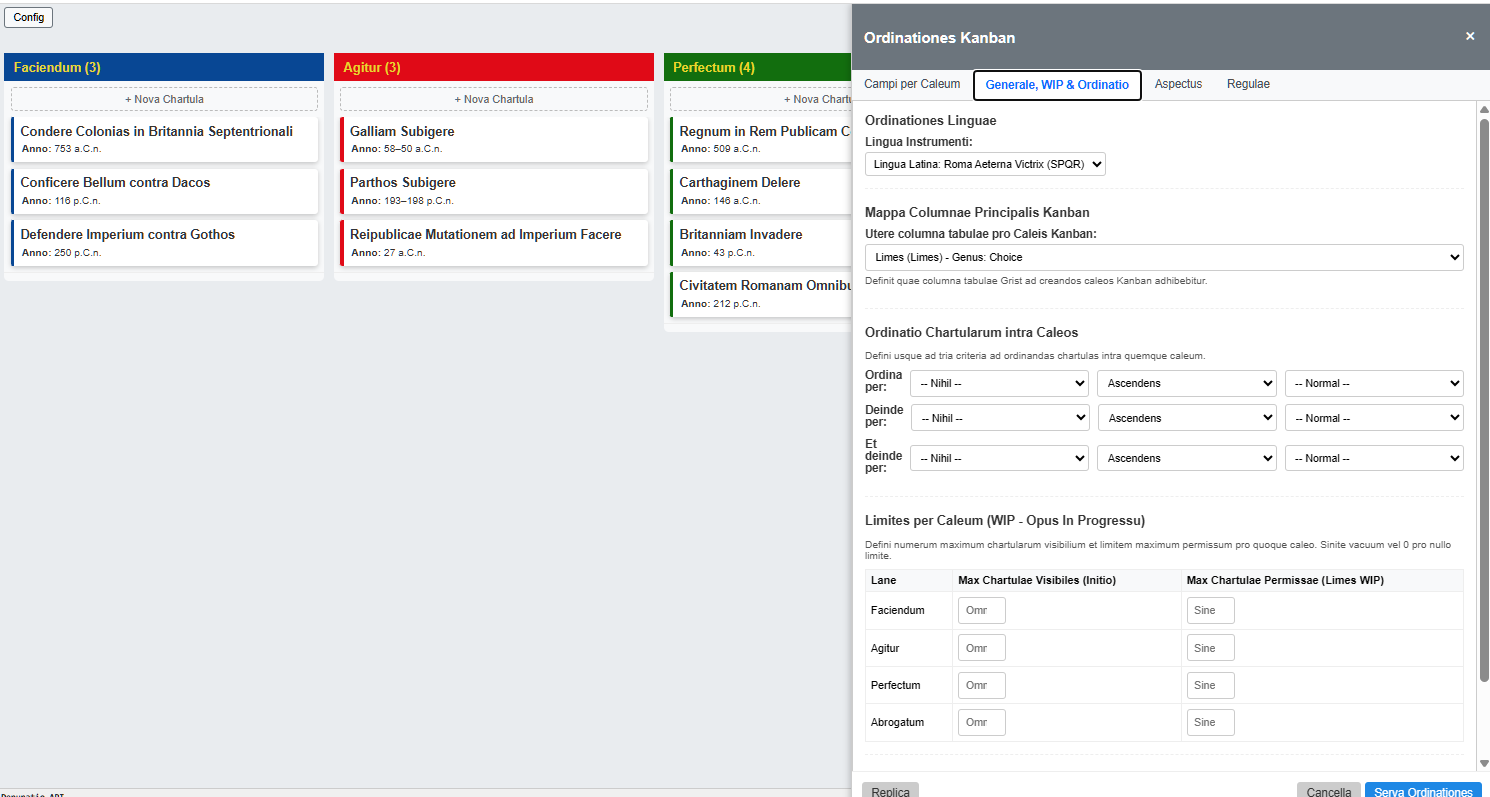 Config
Faciendum (3)
+ Nova Chartula
Condere Colonias in Britannia Septentrionali
Anno: 753 a.C.n.
Conficere Bellum contra Dacos
Anno: 116 p.C.n.
Defendere Imperium contra Gothos
Anno: 250 p.C.n.
Agitur (3)
+ Nova Chartula
Galliam Subigere
Anno: 58–50 a.C.n.
Parthos Subigere
Anno: 193–198 p.C.n.
Reipublicae Mutationem ad Imperium Facere
Anno: 27 a.C.n.
Perfectum (4)
+ Nova Chartu
Regnum in Rem Publicam C
Anno: 509 a.C.n.
Carthaginem Delere
Anno: 146 a.C.n.
Britanniam Invadere
Anno: 43 p.C.n.
Civitatem Romanam Omnibu
Anno: 212 p.C.n.
Ordinationes Kanban
×
Campi per Caleum
Generale, WIP & Ordinatio
Aspectus
Regulae
Ordinationes Linguae
Lingua Instrumenti:
Lingua Latina: Roma Aeterna Victrix (SPQR)
Mappa Columnae Principalis Kanban
Utere columna tabulae pro Caleis Kanban:
Limes (Limes) - Genus: Choice
Definit quae columna tabulae Grist ad creandos caleos Kanban adhibebitur.
Ordinatio Chartularum intra Caleos
Defini usque ad tria criteria ad ordinandas chartulas intra quemque caleum.
Ordina
per:
-- Nihil --
Ascendens
-- Normal --
Deinde
per:
-- Nihil --
Ascendens
-- Normal --
Et
deinde
per:
-- Nihil --
Ascendens
-- Normal --
Limites per Caleum (WIP - Opus In Progressu)
Defini numerum maximum chartularum visibilium et limitem maximum permissum pro quoque caleo. Sinite vacuum vel 0 pro nullo
limite.
Lane
Max Chartulae Visibiles (Initio)
Max Chartulae Permissae (Limes WIP)
Faciendum
Omr
Sine
Agitur
Omr
Sine
Perfectum
Omr
Sine
Abrogatum
Omr
Sine
Replica
Cancella
Serva Ordinationes